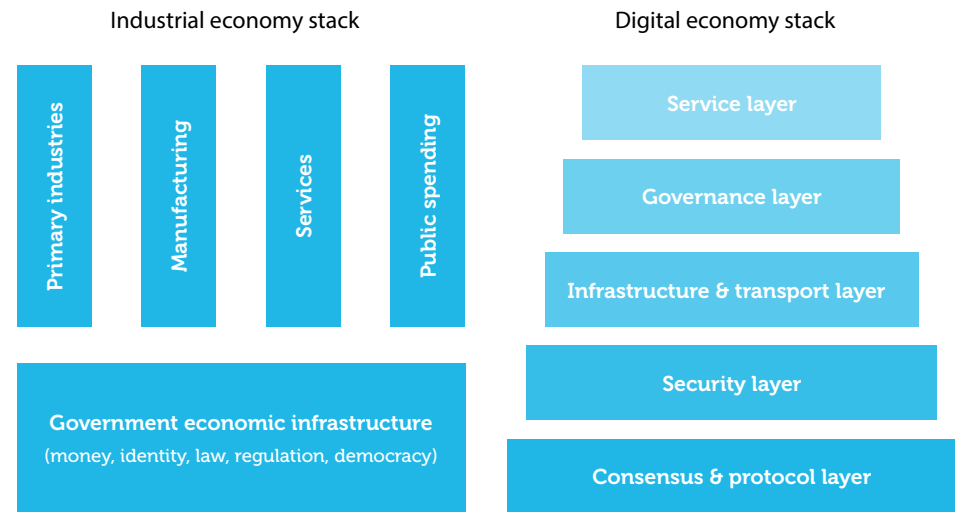 Industrial economy stack
Primary industries
Manufacturing
Services
Public spending
Government economic infrastructure
(money, identity, law, regulation, democracy)
Digital economy stack
Service layer
Governance layer
Infrastructure & transport layer
Security layer
Consensus & protocol layer